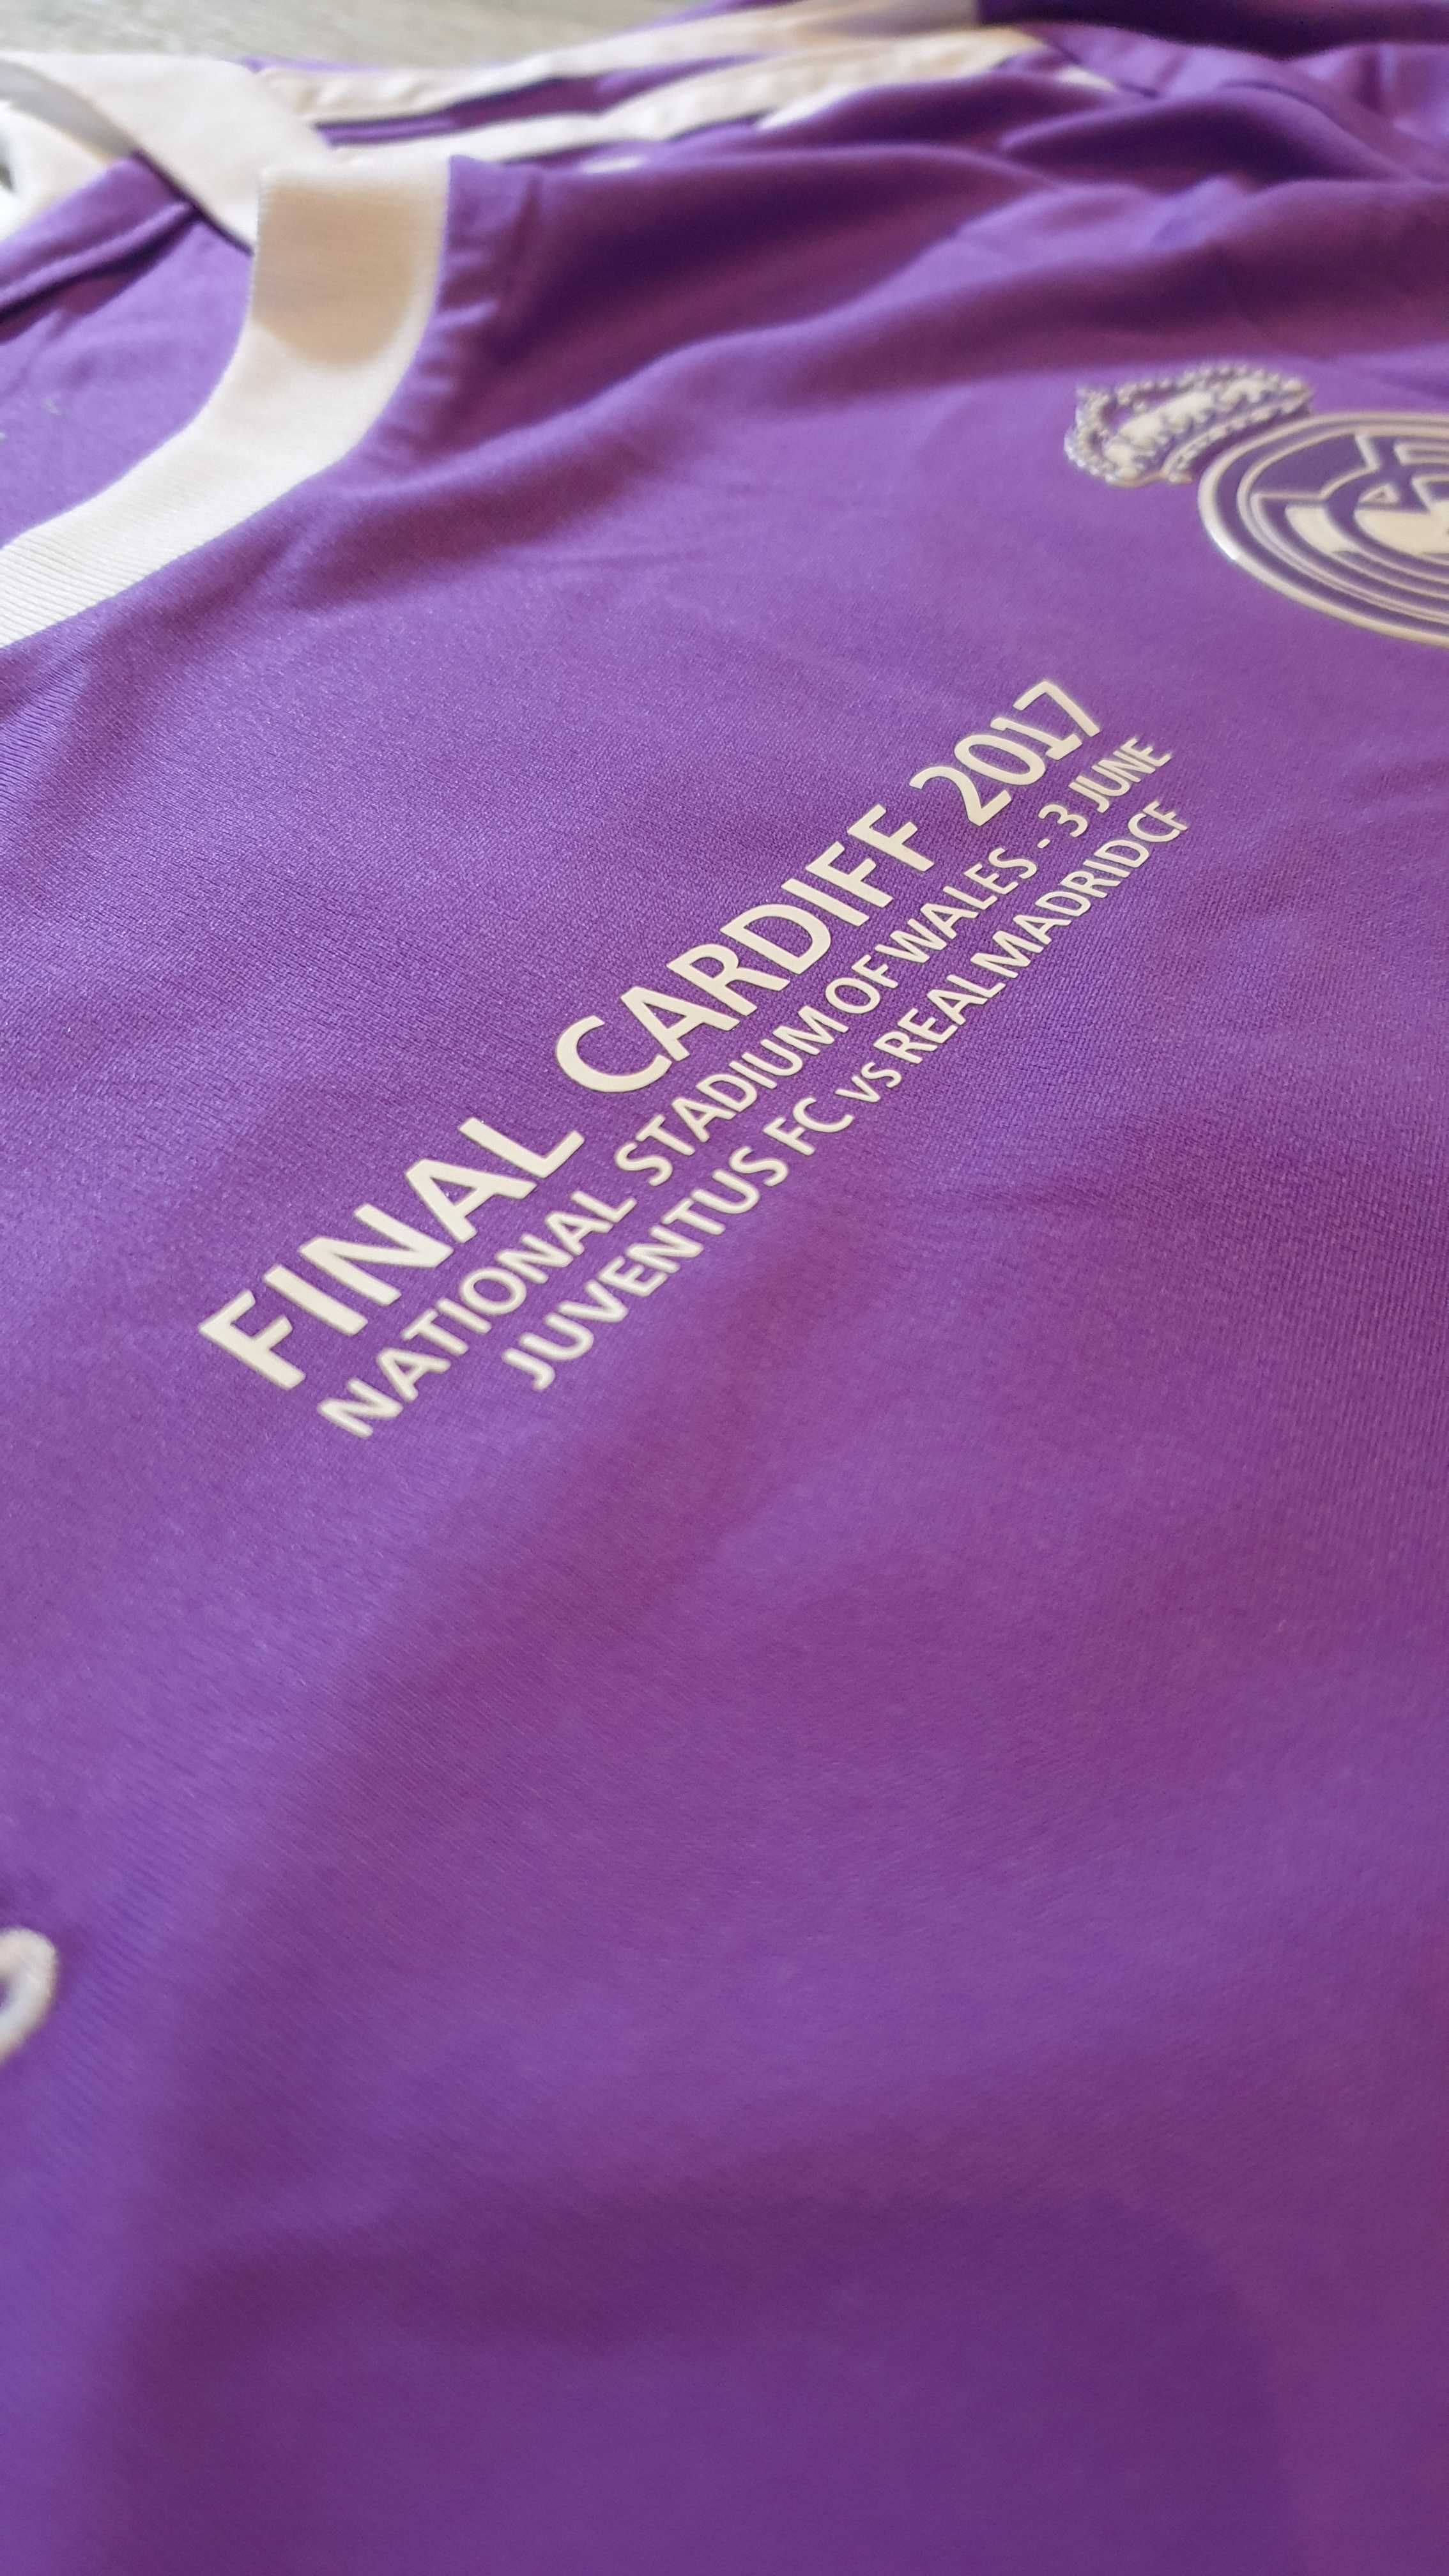 FINAL CARDIFF 2017
NATIONAL STADIUM OF WALES - 3 JUNE
JUVENTUS FC vs REAL MADRID CF